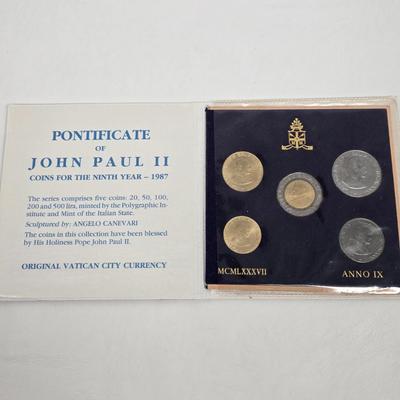 PONTIFICATE
OF
JOHN PAUL II
COINS FOR THE NINTH YEAR – 1987
The series comprises five coins: 20, 50, 100,
200 and 500 lira, minted by the Polygraphic In-
stitute and Mint of the Italian State.
Sculptured by: ANGELO CANEVARI
The coins in this collection have been blessed
by His Holiness Pope John Paul II.
ORIGINAL VATICAN CITY CURRENCY
MCMLXXXVII
ANNO IX